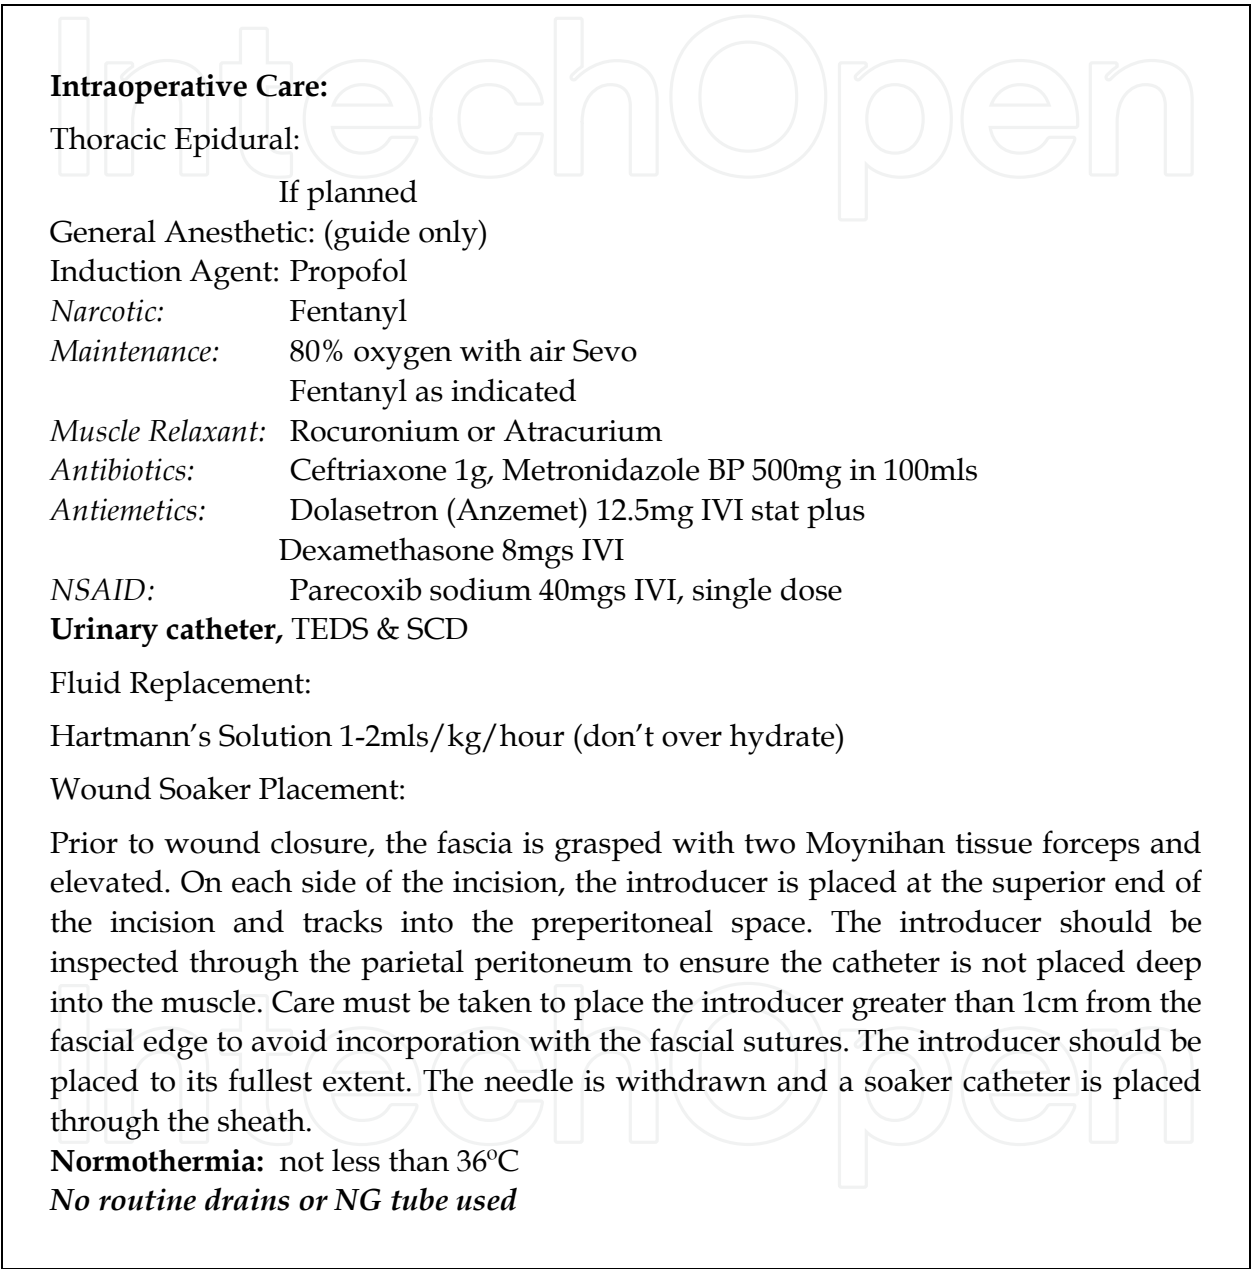 IntechOpen
Intraoperative Care:
Thoracic Epidural:
If planned
General Anesthetic: (guide only)
Induction Agent: Propofol
Narcotic: Fentanyl
Maintenance: 80% oxygen with air Sevo
Fentanyl as indicated
Muscle Relaxant: Rocuronium or Atracurium
Antibiotics: Ceftriaxone 1g, Metronidazole BP 500mg in 100mls
Antiemetics: Dolasetron (Anzemet) 12.5mg IVI stat plus
Dexamethasone 8mgs IVI
NSAID: Parecoxib sodium 40mgs IVI, single dose
Urinary catheter, TEDS & SCD
Fluid Replacement:
Hartmann’s Solution 1-2mls/kg/hour (don’t over hydrate)
Wound Soaker Placement:
Prior to wound closure, the fascia is grasped with two Moynihan tissue forceps and
elevated. On each side of the incision, the introducer is placed at the superior end of
the incision and tracks into the preperitoneal space. The introducer should be
inspected through the parietal peritoneum to ensure the catheter is not placed deep
into the muscle. Care must be taken to place the introducer greater than 1cm from the
fascial edge to avoid incorporation with the fascial sutures. The introducer should be
placed to its fullest extent. The needle is withdrawn and a soaker catheter is placed
through the sheath.
IntechOpen
Normothermia: not less than 36ºC
No routine drains or NG tube used